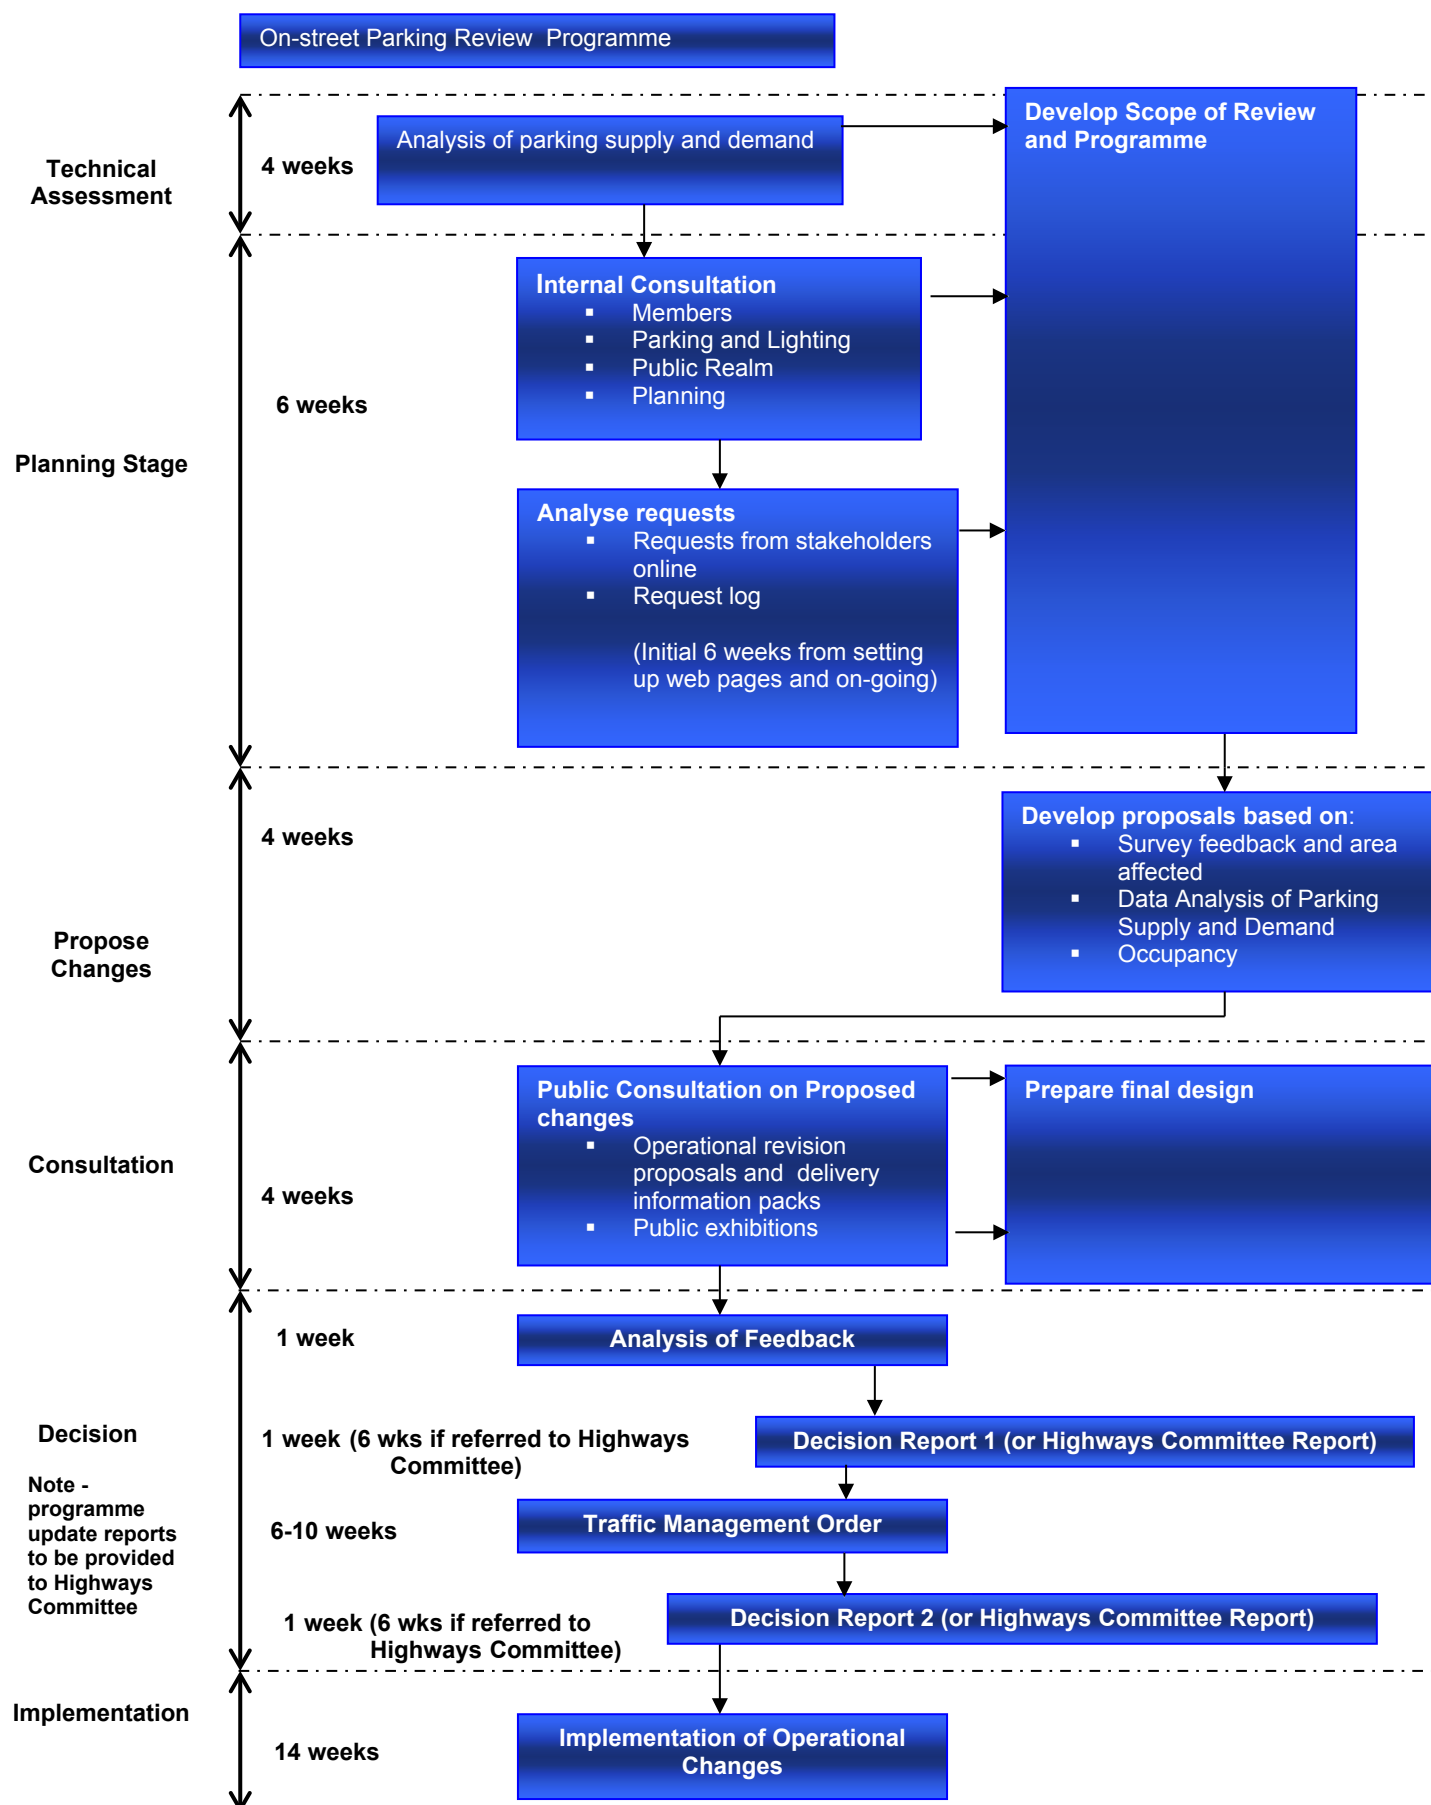 On-street Parking Review  Programme
Technical
Assessment
4 weeks
Analysis of parking supply and demand
Develop Scope of Review
and Programme
Planning Stage
6 weeks
Internal Consultation
▪ Members
▪ Parking and Lighting
▪ Public Realm
▪ Planning
Analyse requests
▪ Requests from stakeholders
online
▪ Request log
(Initial 6 weeks from setting
up web pages and on-going)
Propose
Changes
4 weeks
Develop proposals based on:
▪ Survey feedback and area
affected
▪ Data Analysis of Parking
Supply and Demand
▪ Occupancy
Consultation
4 weeks
Public Consultation on Proposed
changes
▪ Operational revision
proposals and  delivery
information packs
▪ Public exhibitions
Prepare final design
Decision
Note -
programme
update reports
to be provided
to Highways
Committee
1 week
Analysis of Feedback
1 week (6 wks if referred to Highways
Committee)
Decision Report 1 (or Highways Committee Report)
6-10 weeks
Traffic Management Order
1 week (6 wks if referred to
Highways Committee)
Decision Report 2 (or Highways Committee Report)
Implementation
14 weeks
Implementation of Operational
Changes